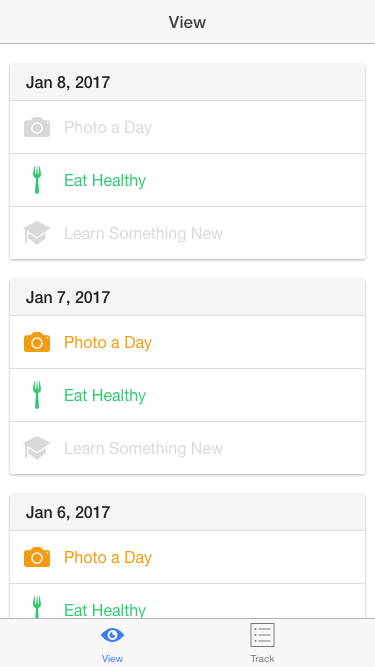 View
Jan 8, 2017
Photo a Day
Eat Healthy
Learn Something New
Jan 7, 2017
Photo a Day
Eat Healthy
Learn Something New
Jan 6, 2017
Photo a Day
Eat Healthy
View
Track